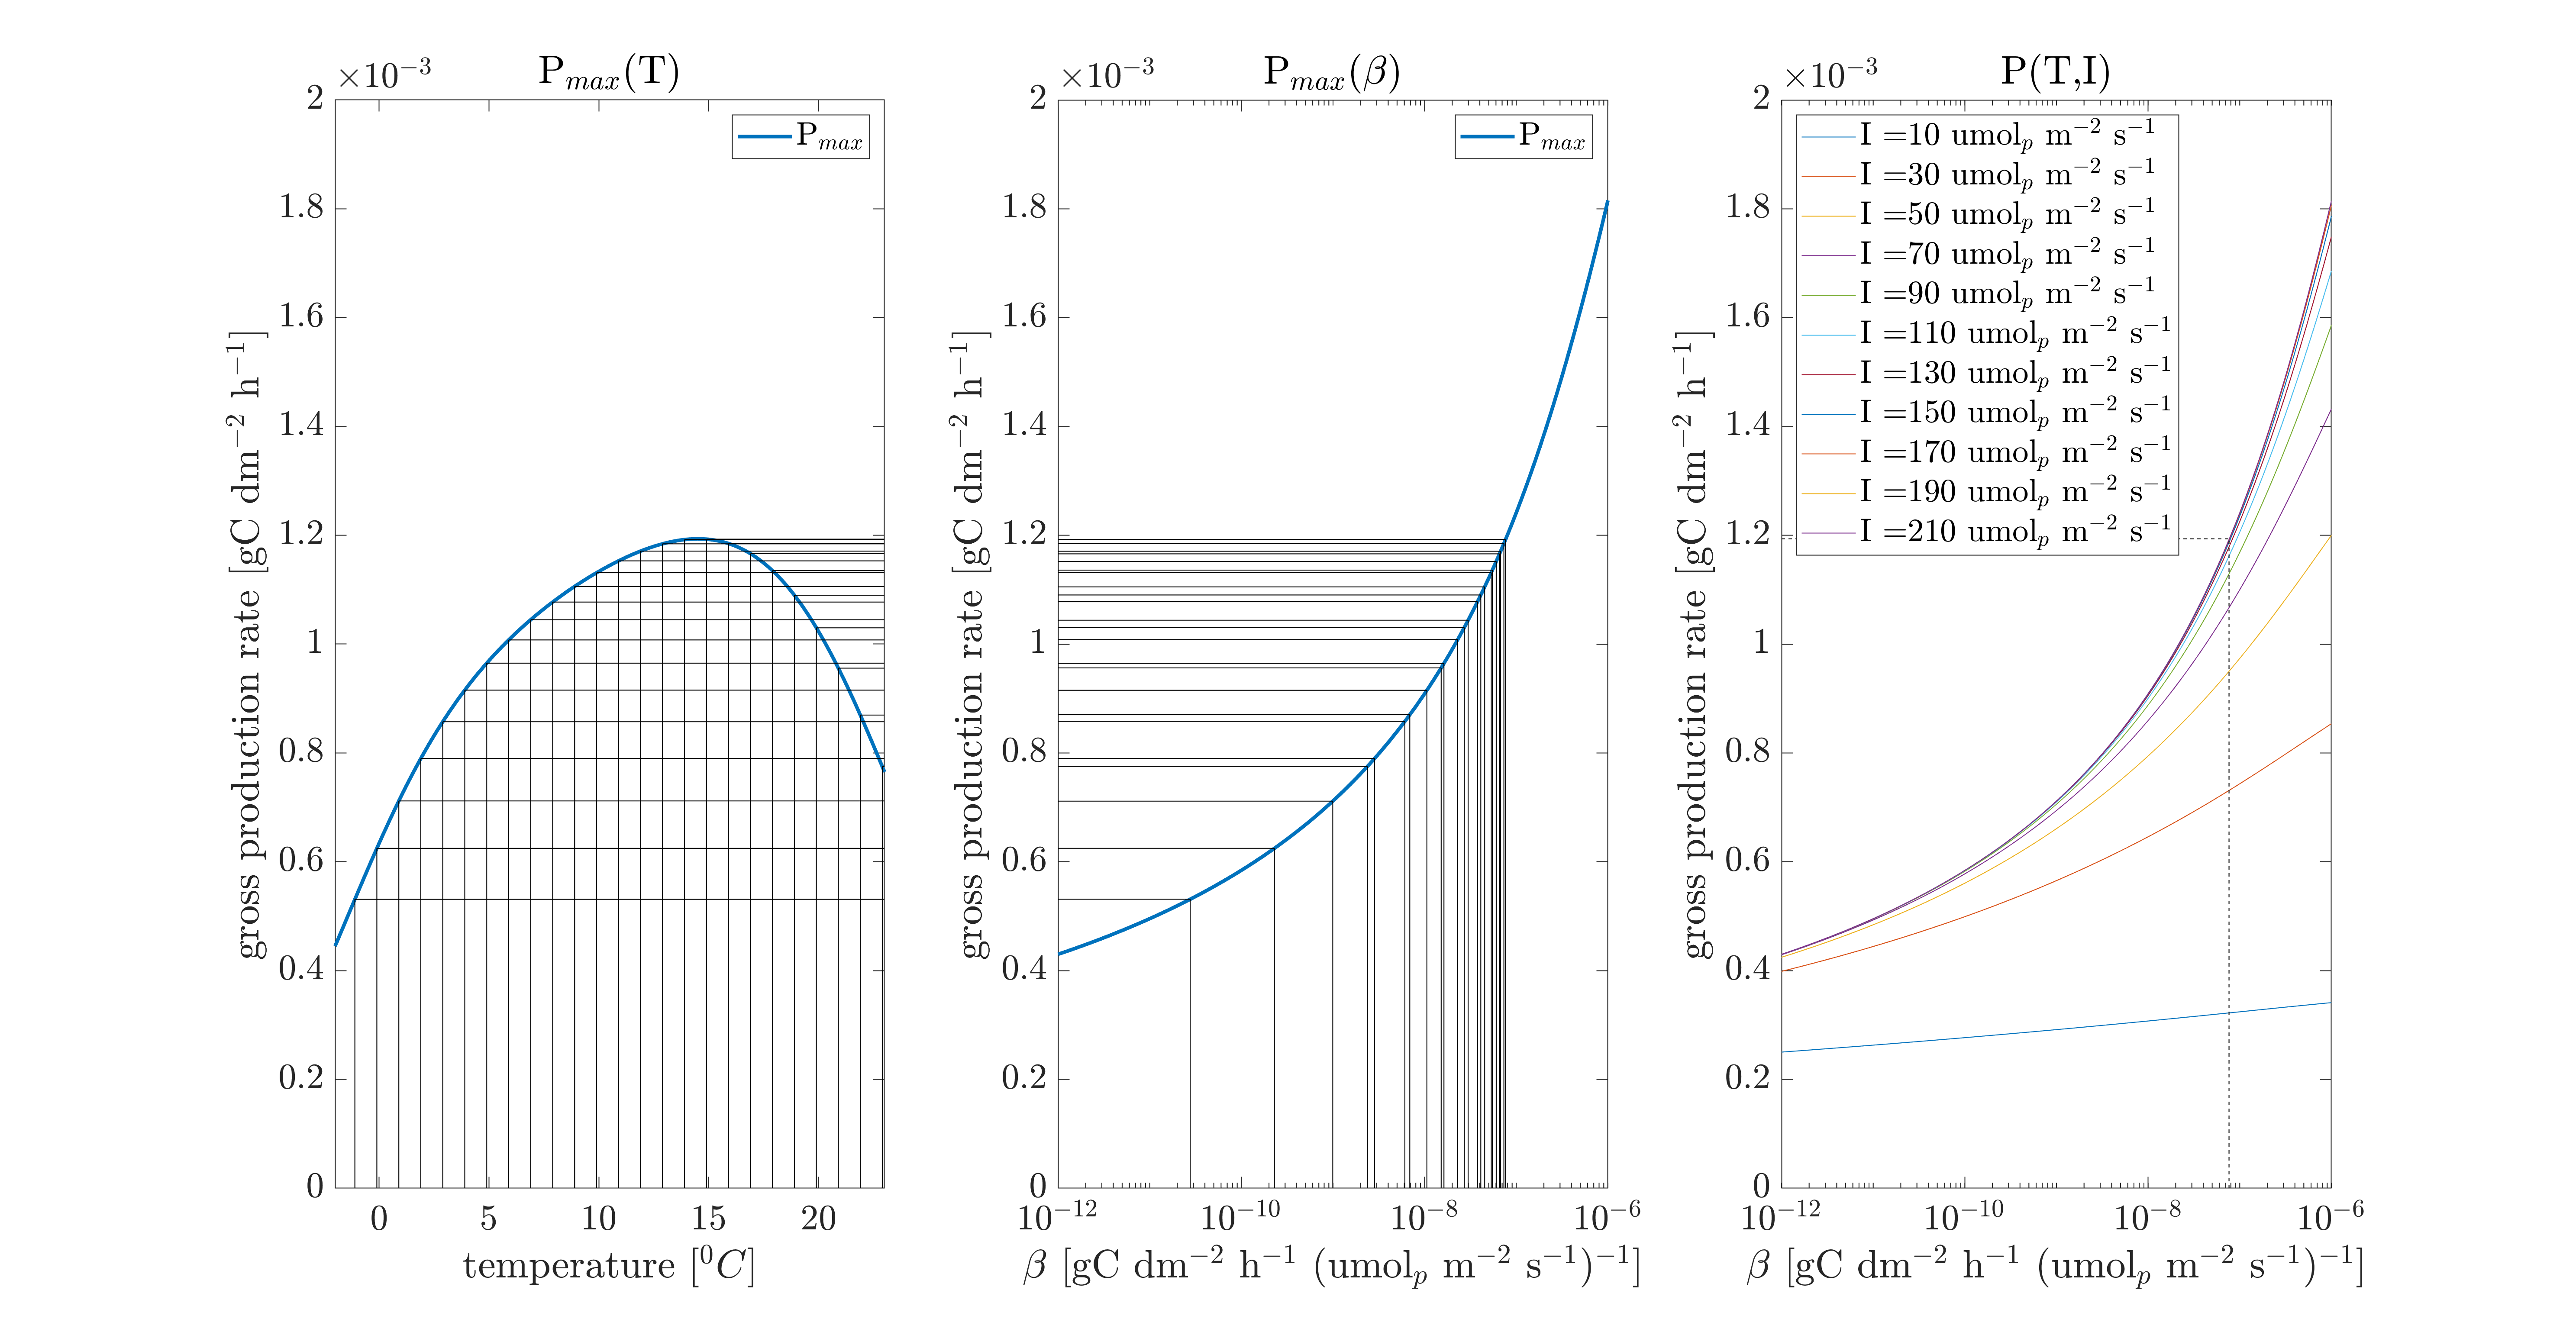 P_max(T)
×10^−3
P_max
2
1.8
1.6
1.4
1.2
1
0.8
0.6
0.4
0.2
0
0 5 10 15 20
temperature [^0C]
gross production rate [gC dm^−2 h^−1]
P_max(β)
×10^−3
P_max
2
1.8
1.6
1.4
1.2
1
0.8
0.6
0.4
0.2
0
10^−12 10^−10 10^−8 10^−6
β [gC dm^−2 h^−1 (umol_p m^−2 s^−1)^−1]
gross production rate [gC dm^−2 h^−1]
P(T,I)
×10^−3
I =10 umol_p m^−2 s^−1
I =30 umol_p m^−2 s^−1
I =50 umol_p m^−2 s^−1
I =70 umol_p m^−2 s^−1
I =90 umol_p m^−2 s^−1
I =110 umol_p m^−2 s^−1
I =130 umol_p m^−2 s^−1
I =150 umol_p m^−2 s^−1
I =170 umol_p m^−2 s^−1
I =190 umol_p m^−2 s^−1
I =210 umol_p m^−2 s^−1
2
1.8
1.6
1.4
1.2
1
0.8
0.6
0.4
0.2
0
10^−12 10^−10 10^−8 10^−6
β [gC dm^−2 h^−1 (umol_p m^−2 s^−1)^−1]
gross production rate [gC dm^−2 h^−1]